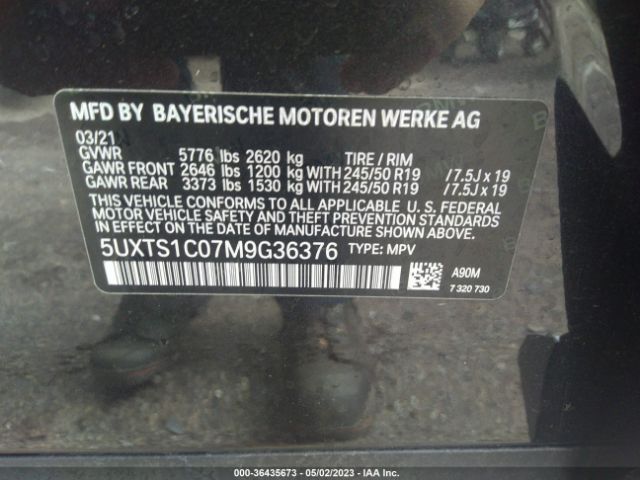 MFD BY BAYERISCHE MOTOREN WERKE AG
03/21
GVWR 5776 lbs 2620 kg TIRE / RIM
GAWR FRONT 2646 lbs 1200 kg WITH 245/50 R19 / 7.5J x 19
GAWR REAR 3373 lbs 1530 kg WITH 245/50 R19 / 7.5J x 19
THIS VEHICLE CONFORMS TO ALL APPLICABLE U. S. FEDERAL
MOTOR VEHICLE SAFETY AND THEFT PREVENTION STANDARDS
IN EFFECT ON THE DATE OF MANUFACTURE SHOWN ABOVE.
5UXTS1C07M9G36376 TYPE: MPV
A90M
7 320 730
000-36435673 - 05/02/2023 - IAA Inc.